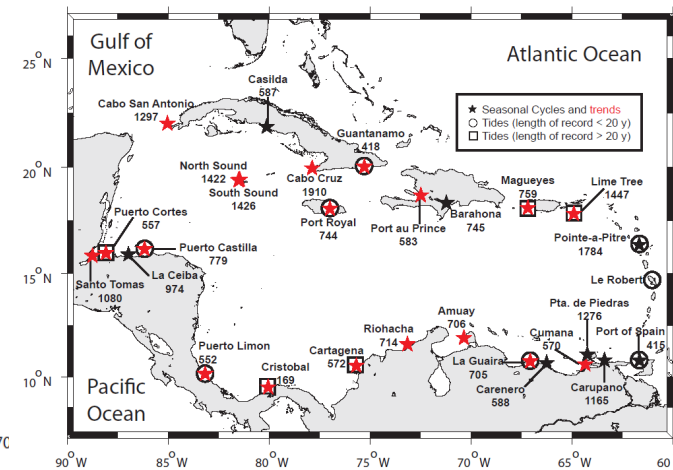 Gulf of
Mexico
Atlantic Ocean
25° N
20° N
15° N
10° N
Casilda
587
Cabo San Antonio
1297
★ Seasonal Cycles and trends
Tides (length of record < 20 y)
Tides (length of record > 20 y)
Guantanamo
418
North Sound
1422
South Sound
1426
Cabo Cruz
1910
Magueyes
759
Lime Tree
1447
Puerto Cortes
557
Port Royal
744
Port au Prince
583
Barahona
745
Pointe-a-Pitre
1784
Puerto Castilla
779
La Ceiba
974
Santo Tomas
1080
Le Robert
Pta. de Piedras
1276
Amuay
706
Riohacha
714
Cumana
570
Port of Spain
415
Puerto Limon
552
Cartagena
572
La Guaira
705
Carenero
588
Carupano
1165
Cristobal
169
Pacific
Ocean
70
90 W
85 W
80 W
75 W
70 W
65 W
60